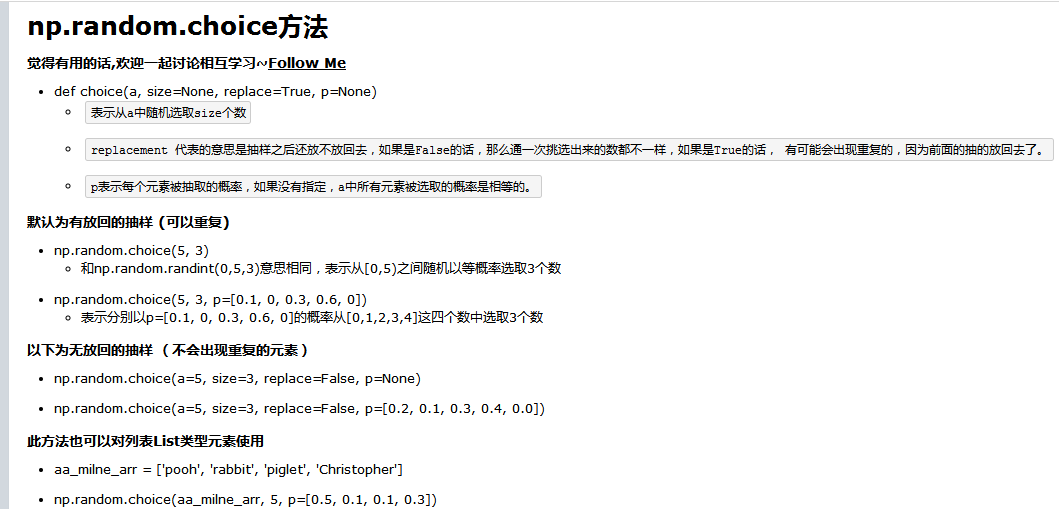 np.random.choice方法
觉得有用的话,欢迎一起讨论相互学习~Follow Me
def choice(a, size=None, replace=True, p=None)
表示从a中随机选取size个数
replacement 代表的意思是抽样之后还放不放回去，如果是False的话，那么通一次挑选出来的数都不一样，如果是True的话， 有可能会出现重复的，因为前面的抽的放回去了。
p表示每个元素被抽取的概率，如果没有指定，a中所有元素被选取的概率是相等的。
默认为有放回的抽样 (可以重复)
np.random.choice(5, 3)
和np.random.randint(0,5,3)意思相同，表示从[0,5)之间随机以等概率选取3个数
np.random.choice(5, 3, p=[0.1, 0, 0.3, 0.6, 0])
表示分别以p=[0.1, 0, 0.3, 0.6, 0]的概率从[0,1,2,3,4]这四个数中选取3个数
以下为无放回的抽样 （不会出现重复的元素）
np.random.choice(a=5, size=3, replace=False, p=None)
np.random.choice(a=5, size=3, replace=False, p=[0.2, 0.1, 0.3, 0.4, 0.0])
此方法也可以对列表List类型元素使用
aa_milne_arr = ['pooh', 'rabbit', 'piglet', 'Christopher']
np.random.choice(aa_milne_arr, 5, p=[0.5, 0.1, 0.1, 0.3])